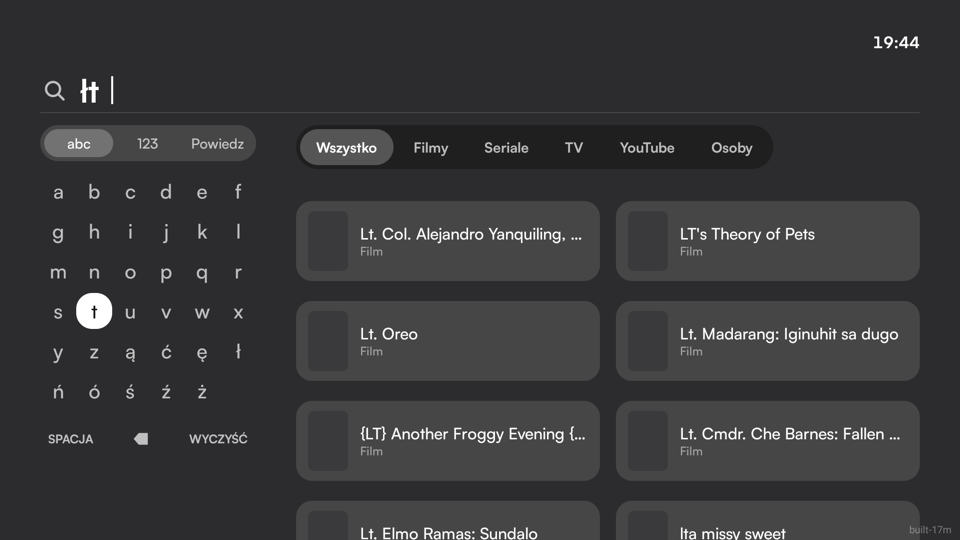 19:44
łt
abc 123 Powiedz
Wszystko Filmy Seriale TV YouTube Osoby
a b c d e f
g h i j k l
m n o p q r
s t u v w x
y z ą ć ę ł
ń ó ś ź ż
SPACJA WYCZYŚĆ
Lt. Col. Alejandro Yanquiling, ...
Film
LT's Theory of Pets
Film
Lt. Oreo
Film
Lt. Madarang: Iginuhit sa dugo
Film
{LT} Another Froggy Evening {...
Film
Lt. Cmdr. Che Barnes: Fallen ...
Film
Lt. Elmo Ramas: Sundalo
lta missy sweet
built-17m